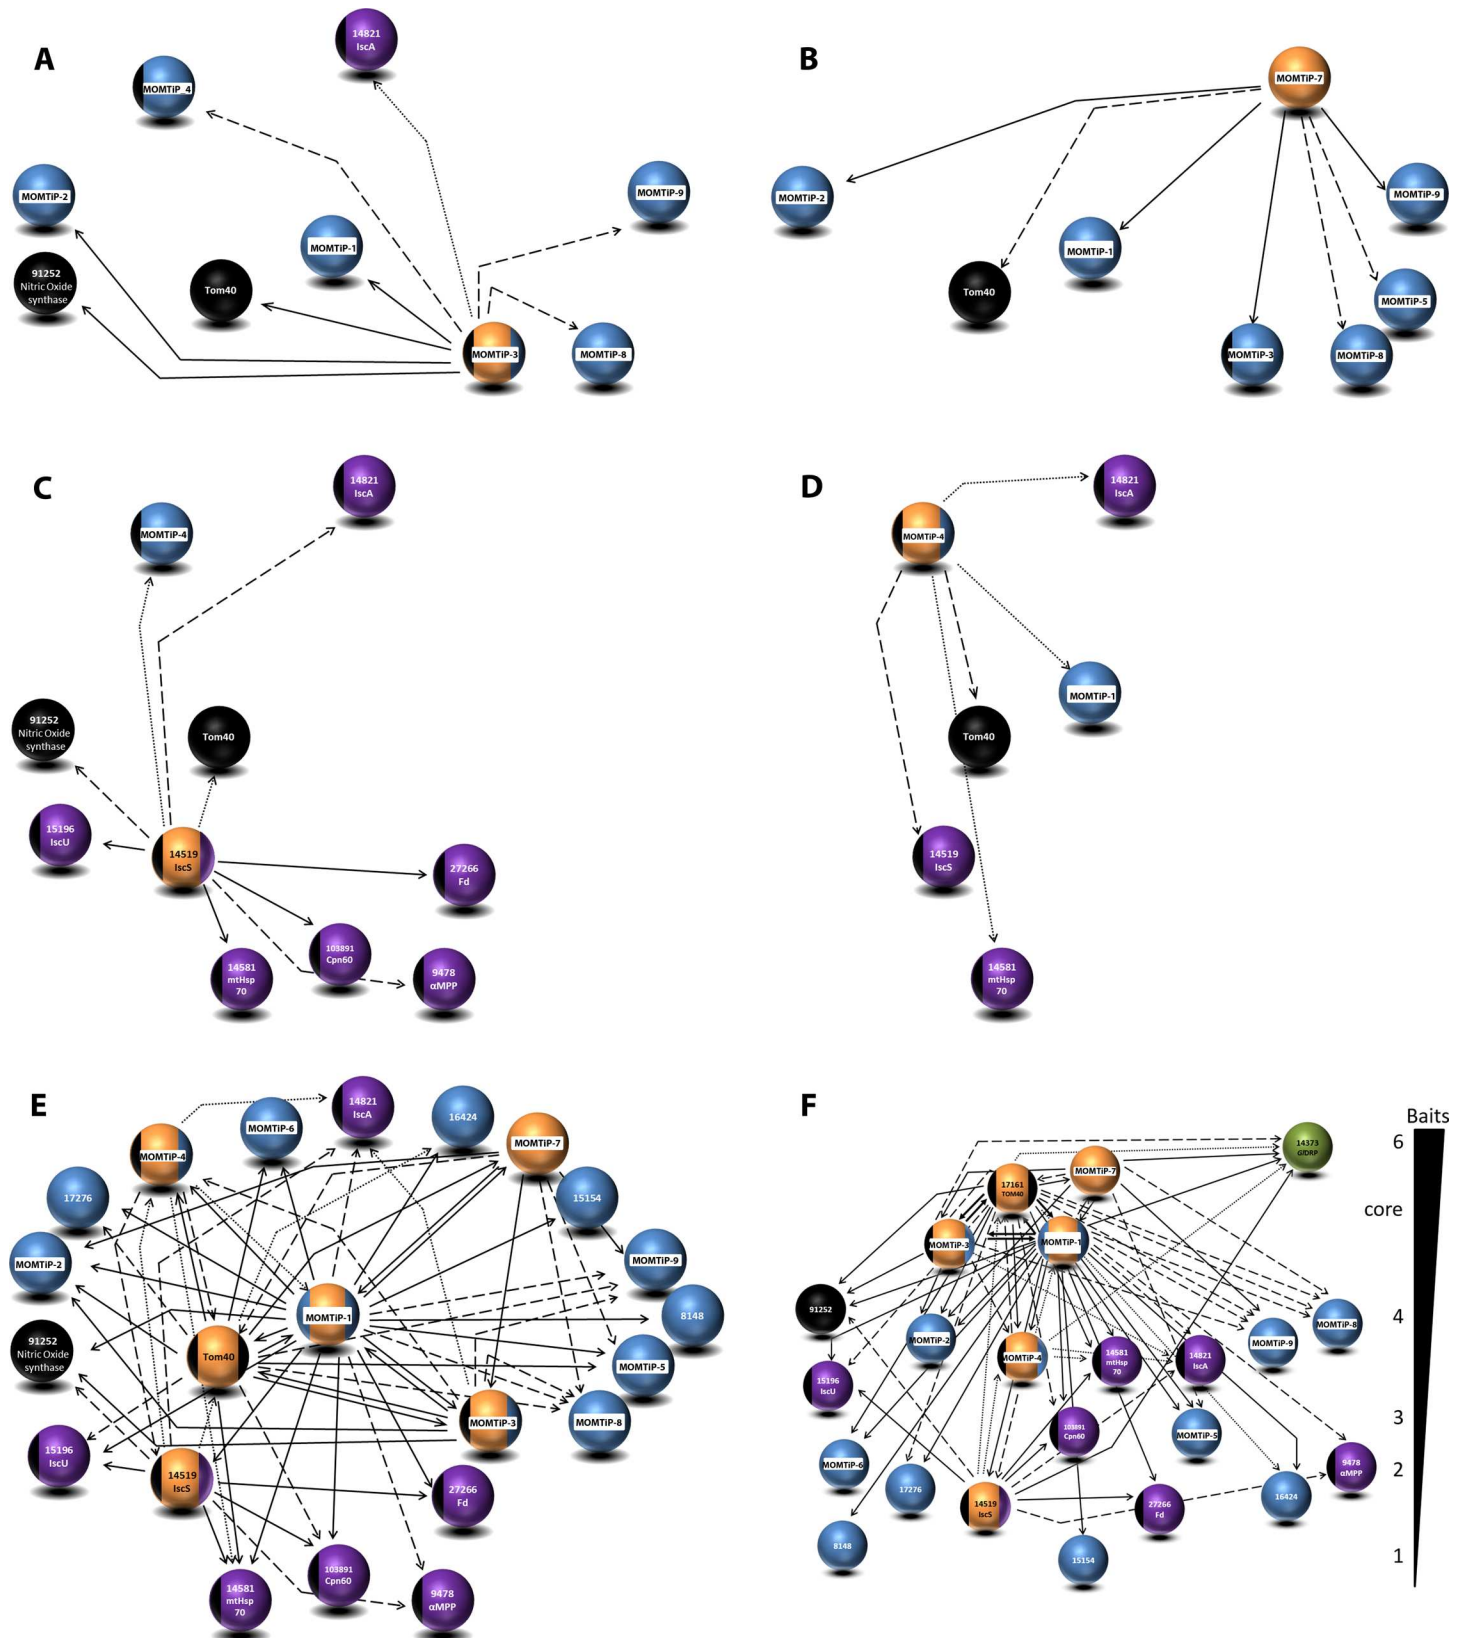 A
14821
IscA
MOMTiP_4
MOMTiP-2
MOMTiP-9
MOMTiP-1
91252
Nitric Oxide
synthase
Tom40
MOMTiP-3
MOMTiP-8
B
MOMTiP-7
MOMTiP-2
MOMTiP-9
MOMTiP-1
Tom40
MOMTiP-5
MOMTiP-3
MOMTiP-8
C
14821
IscA
MOMTiP-4
91252
Nitric Oxide
synthase
Tom40
15196
IscU
14519
IscS
27266
Fd
103891
Cpn60
14581
mtHsp
70
9478
αMPP
D
14821
IscA
MOMTiP-4
MOMTiP-1
Tom40
14519
IscS
14581
mtHsp
70
E
14821
IscA
16424
MOMTiP-6
MOMTiP-7
MOMTiP-4
17276
15154
MOMTiP-2
MOMTiP-9
MOMTiP-1
8148
91252
Nitric Oxide
synthase
Tom40
MOMTiP-5
MOMTiP-3
MOMTiP-8
15196
IscU
14519
IscS
27266
Fd
103891
Cpn60
14581
mtHsp
70
9478
αMPP
F
Baits
6
14373
GlDRP
MOMTiP-7
17161
TOM40
core
MOMTiP-3
MOMTiP-1
91252
4
MOMTiP-8
MOMTiP-2
MOMTiP-9
MOMTiP-4
14581
mtHsp
70
14821
IscA
15196
IscU
3
103891
Cpn60
MOMTiP-5
MOMTiP-6
2
9478
αMPP
17276
14519
IscS
27266
Fd
16424
8148
15154
1